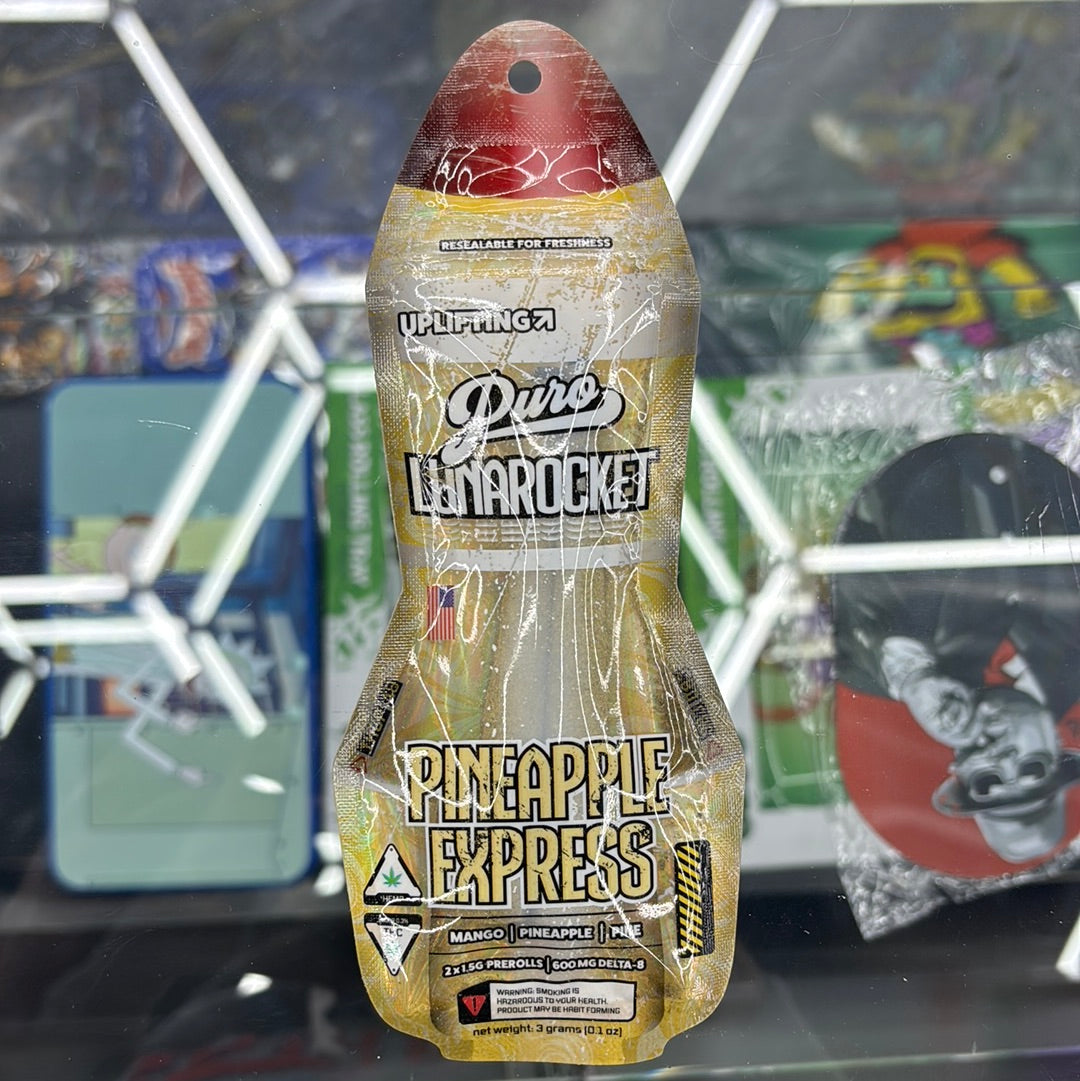 RESEALABLE FOR FRESHNESS
UPLIFTING
Puro
LUNAROCKET
PINEAPPLE
EXPRESS
MANGO | PINEAPPLE | PINE
2 x 1.5G PREROLLS | 600 MG DELTA-8
WARNING: SMOKING IS
HAZARDOUS TO YOUR HEALTH.
PRODUCT MAY BE HABIT FORMING
net weight: 3 grams (0.1 oz)